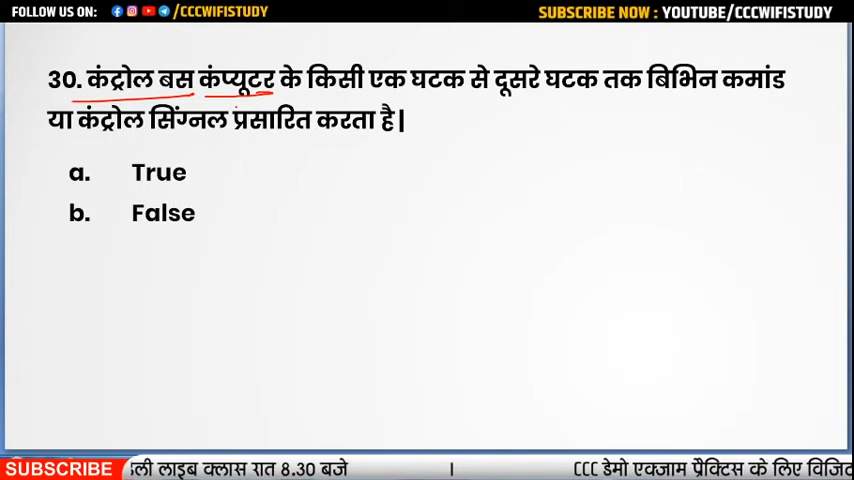 FOLLOW US ON: /CCCWIFISTUDY SUBSCRIBE NOW : YOUTUBE/CCCWIFISTUDY
30. कंट्रोल बस कंप्यूटर के किसी एक घटक से दूसरे घटक तक बिभिन कमांड
या कंट्रोल सिंग्नल प्रसारित करता है|
a. True
b. False
SUBSCRIBE डेली लाइब क्लास रात 8.30 बजे | CCC डेमो एक्जाम प्रैक्टिस के लिए विजिट